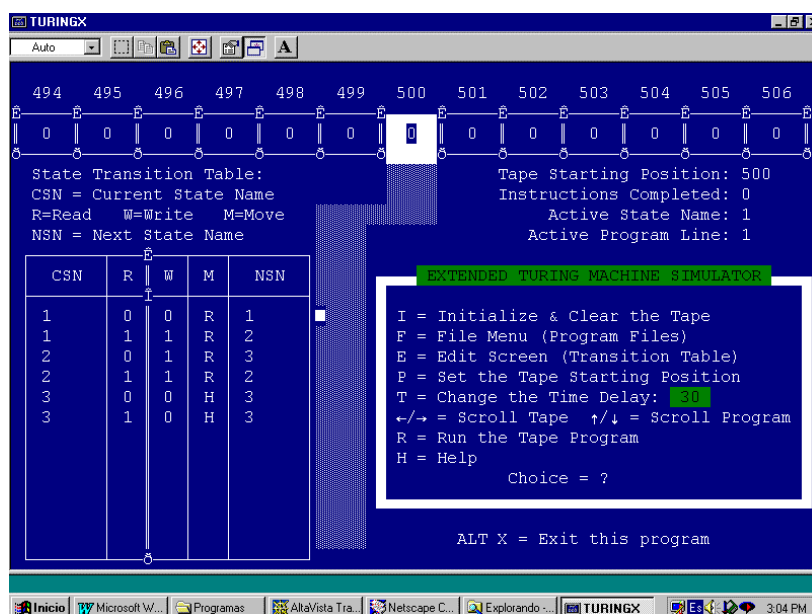 TURINGX
Auto
A
494 495 496 497 498 499 500 501 502 503 504 505 506
0 0 0 0 0 0 0 0 0 0 0 0 0
State Transition Table:
CSN = Current State Name
R=Read W=Write M=Move
NSN = Next State Name
Tape Starting Position: 500
Instructions Completed: 0
Active State Name: 1
Active Program Line: 1
CSN R W M NSN
1 0 0 R 1
1 1 1 R 2
2 0 1 R 3
2 1 1 R 2
3 0 0 H 3
3 1 0 H 3
EXTENDED TURING MACHINE SIMULATOR
I = Initialize & Clear the Tape
F = File Menu (Program Files)
E = Edit Screen (Transition Table)
P = Set the Tape Starting Position
T = Change the Time Delay: 30
←/→ = Scroll Tape ↑/↓ = Scroll Program
R = Run the Tape Program
H = Help
Choice = ?
ALT X = Exit this program
Inicio Microsoft W... Programas AltaVista Tra... Netscape C... Explorando -... TURINGX Es 3:04 PM